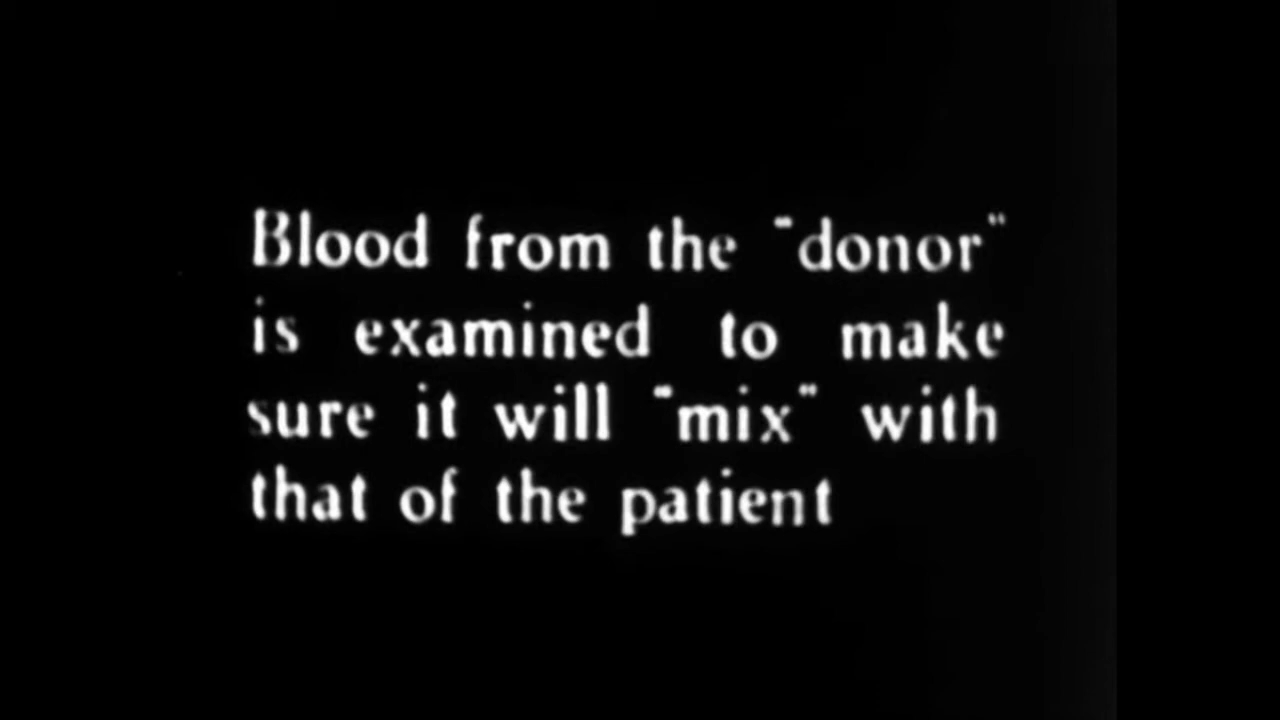 Blood from the "donor"
is examined to make
sure it will "mix" with
that of the patient